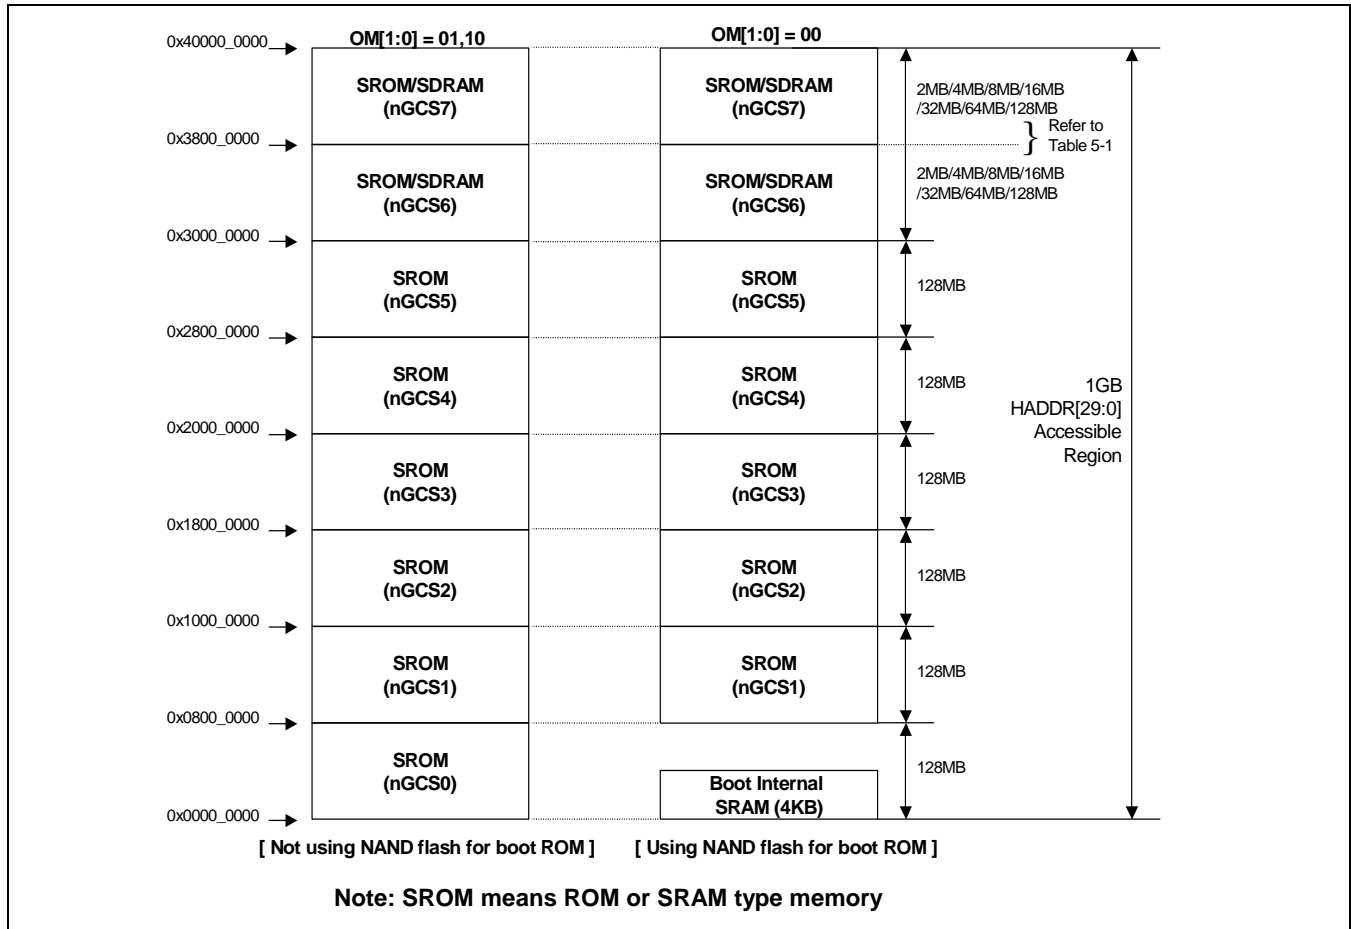 OM[1:0] = 01,10
OM[1:0] = 00
0x40000_0000
SROM/SDRAM
(nGCS7)
SROM/SDRAM
(nGCS7)
2MB/4MB/8MB/16MB
/32MB/64MB/128MB
Refer to
Table 5-1
0x3800_0000
SROM/SDRAM
(nGCS6)
SROM/SDRAM
(nGCS6)
2MB/4MB/8MB/16MB
/32MB/64MB/128MB
0x3000_0000
SROM
(nGCS5)
SROM
(nGCS5)
128MB
0x2800_0000
SROM
(nGCS4)
SROM
(nGCS4)
128MB
1GB
HADDR[29:0]
Accessible
Region
0x2000_0000
SROM
(nGCS3)
SROM
(nGCS3)
128MB
0x1800_0000
SROM
(nGCS2)
SROM
(nGCS2)
128MB
0x1000_0000
SROM
(nGCS1)
SROM
(nGCS1)
128MB
0x0800_0000
SROM
(nGCS0)
Boot Internal
SRAM (4KB)
128MB
0x0000_0000
[ Not using NAND flash for boot ROM ]
[ Using NAND flash for boot ROM ]
Note: SROM means ROM or SRAM type memory